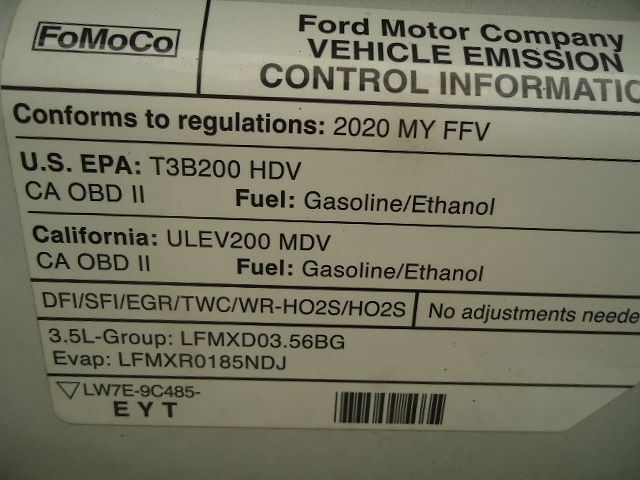 FoMoCo
Ford Motor Company
VEHICLE EMISSION
CONTROL INFORMATIO
Conforms to regulations: 2020 MY FFV
U.S. EPA: T3B200 HDV
CA OBD II Fuel: Gasoline/Ethanol
California: ULEV200 MDV
CA OBD II Fuel: Gasoline/Ethanol
DFI/SFI/EGR/TWC/WR-HO2S/HO2S No adjustments neede
3.5L-Group: LFMXD03.56BG
Evap: LFMXR0185NDJ
LW7E-9C485-
E Y T